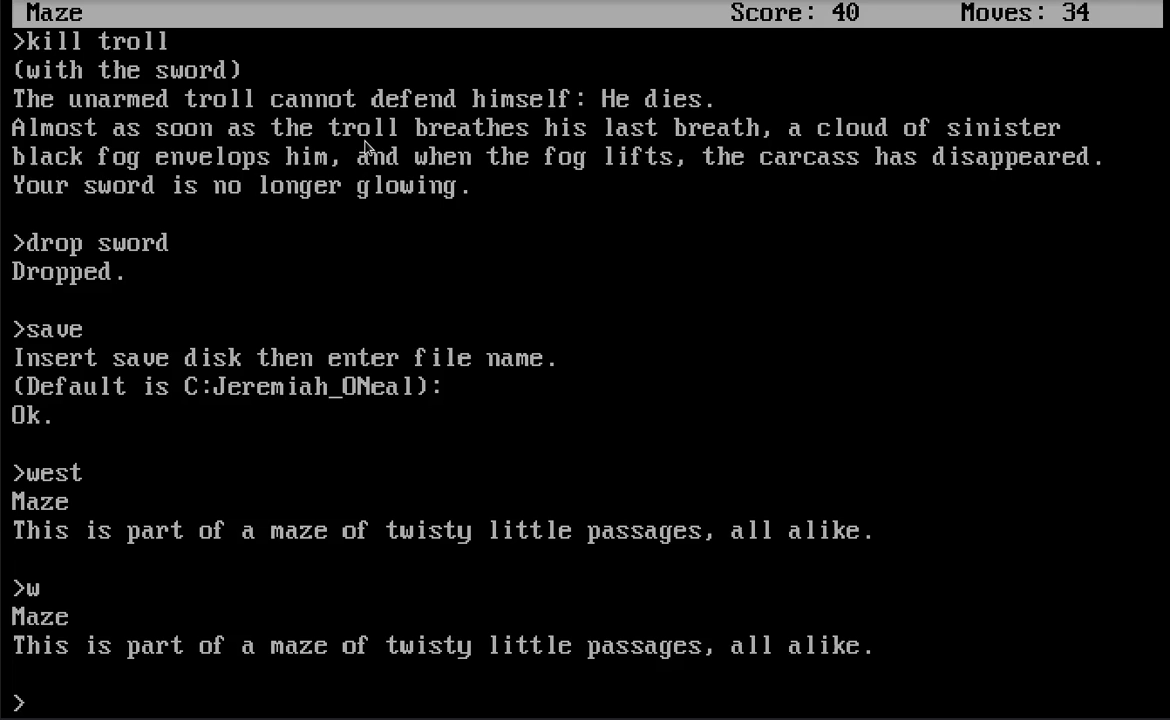 Maze Score: 40 Moves: 34
>kill troll
(with the sword)
The unarmed troll cannot defend himself: He dies.
Almost as soon as the troll breathes his last breath, a cloud of sinister
black fog envelops him, and when the fog lifts, the carcass has disappeared.
Your sword is no longer glowing.
>drop sword
Dropped.
>save
Insert save disk then enter file name.
(Default is C:Jeremiah_ONeal):
Ok.
>west
Maze
This is part of a maze of twisty little passages, all alike.
>w
Maze
This is part of a maze of twisty little passages, all alike.
>